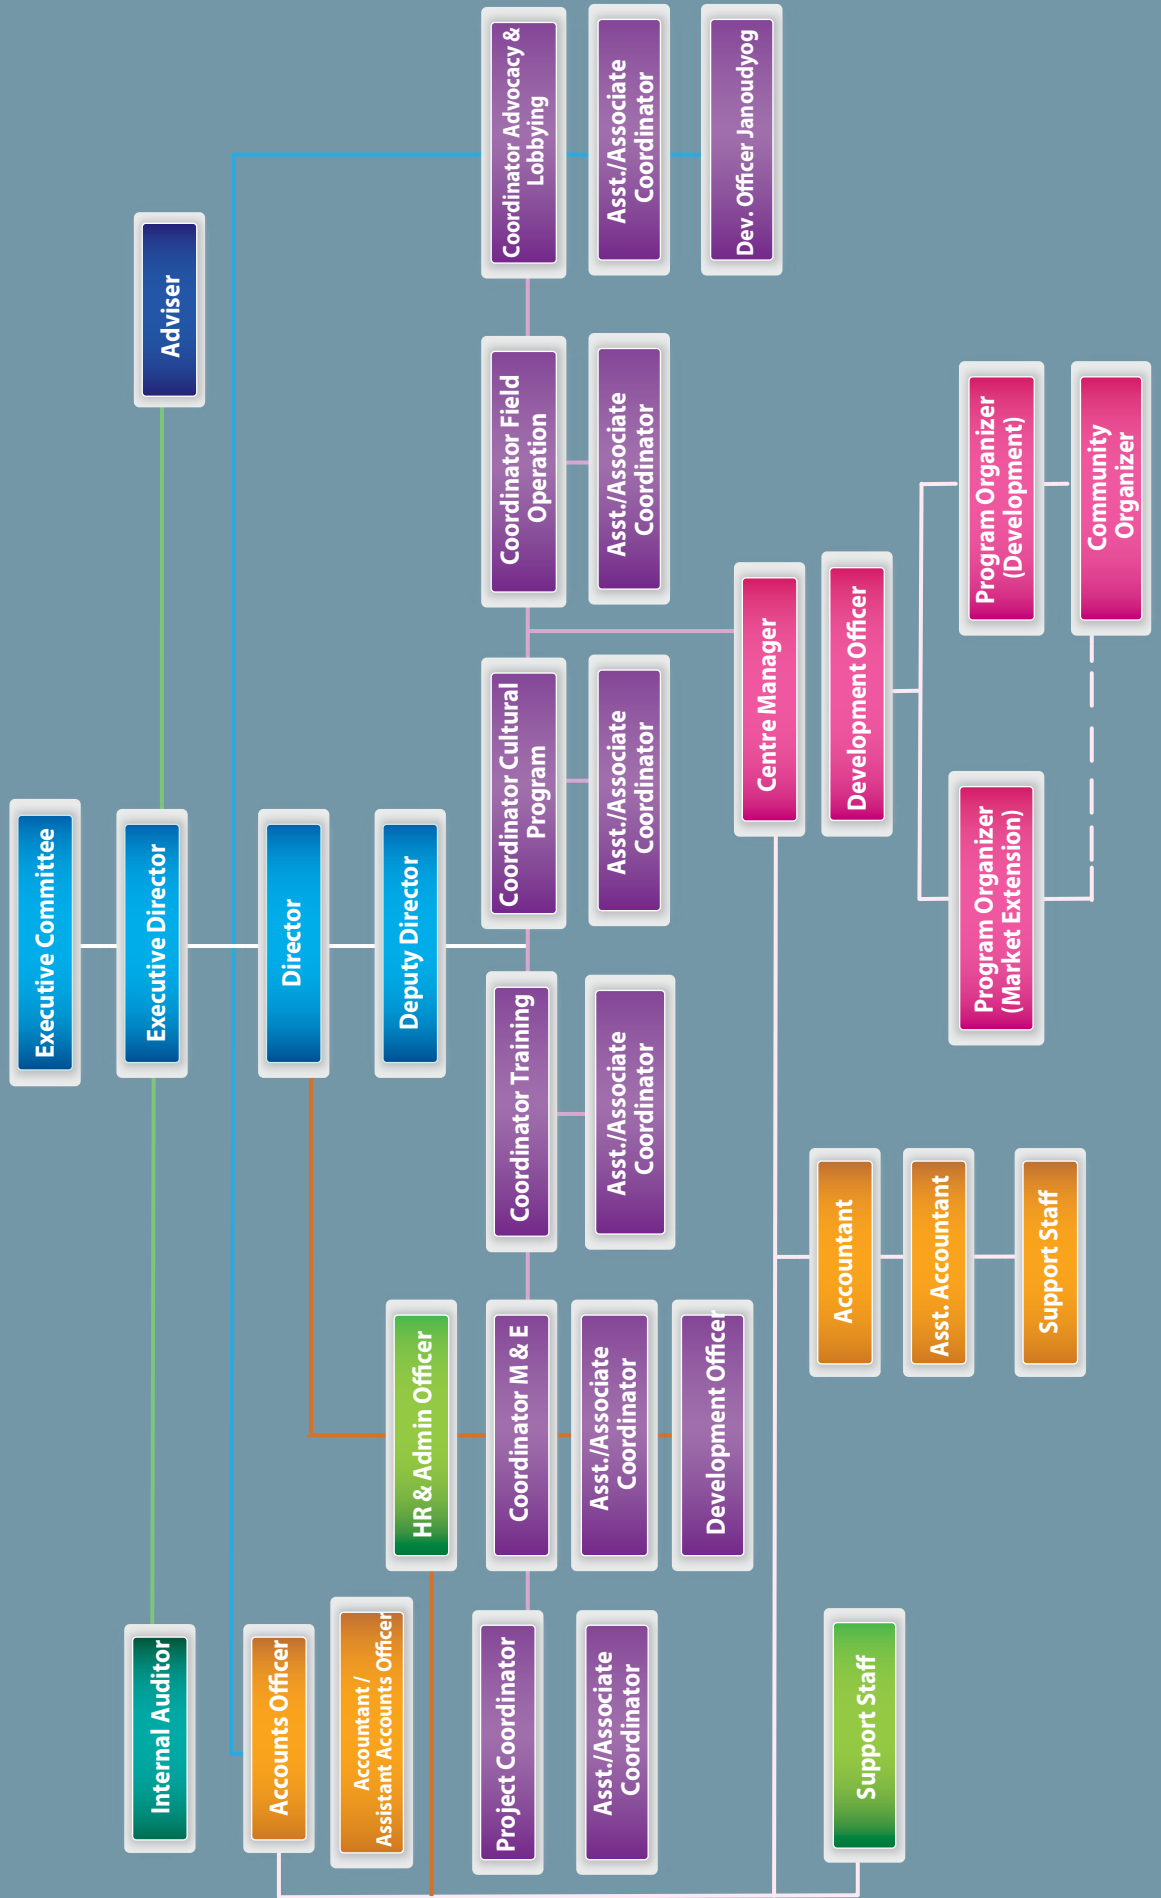 Executive Committee
Internal Auditor
Executive Director
Adviser
Accounts Officer
Director
Accountant /
Assistant Accounts Officer
HR & Admin Officer
Deputy Director
Project Coordinator
Coordinator M & E
Coordinator Training
Coordinator Cultural
Program
Coordinator Field
Operation
Coordinator Advocacy &
Lobbying
Asst./Associate
Coordinator
Asst./Associate
Coordinator
Asst./Associate
Coordinator
Asst./Associate
Coordinator
Asst./Associate
Coordinator
Asst./Associate
Coordinator
Development Officer
Dev. Officer Janoudyog
Centre Manager
Support Staff
Accountant
Development Officer
Asst. Accountant
Support Staff
Program Organizer
(Market Extension)
Program Organizer
(Development)
Community
Organizer